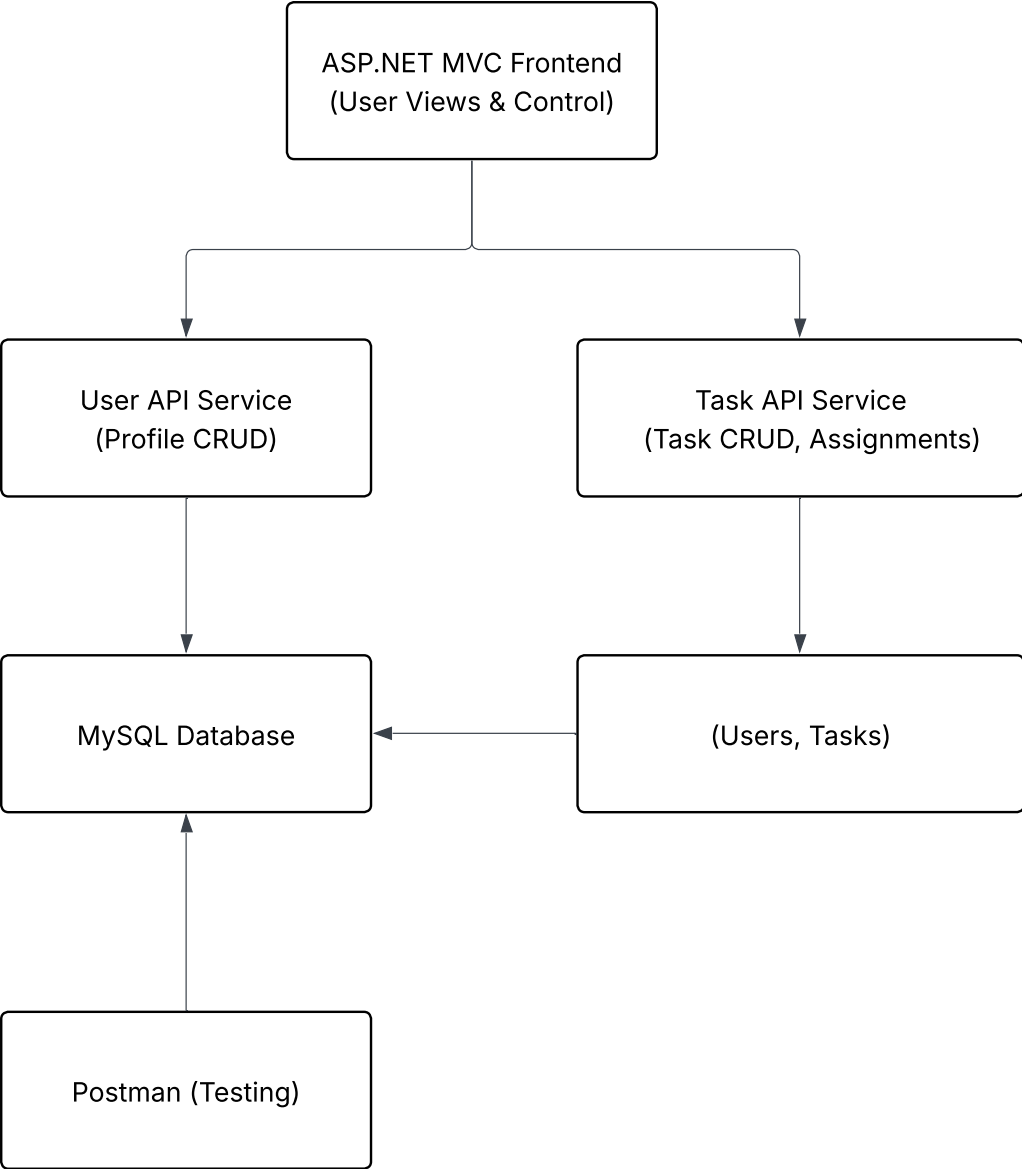 ASP.NET MVC Frontend
(User Views & Control)
User API Service
(Profile CRUD)
Task API Service
(Task CRUD, Assignments)
MySQL Database
(Users, Tasks)
Postman (Testing)